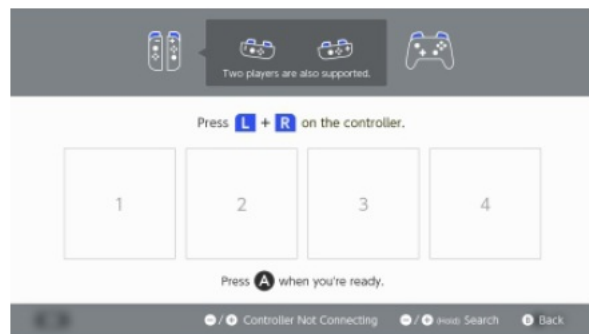 Two players are also supported.
Press L + R on the controller.
1 2 3 4
Press A when you're ready.
-/+ Controller Not Connecting -/+ (Hold) Search B Back